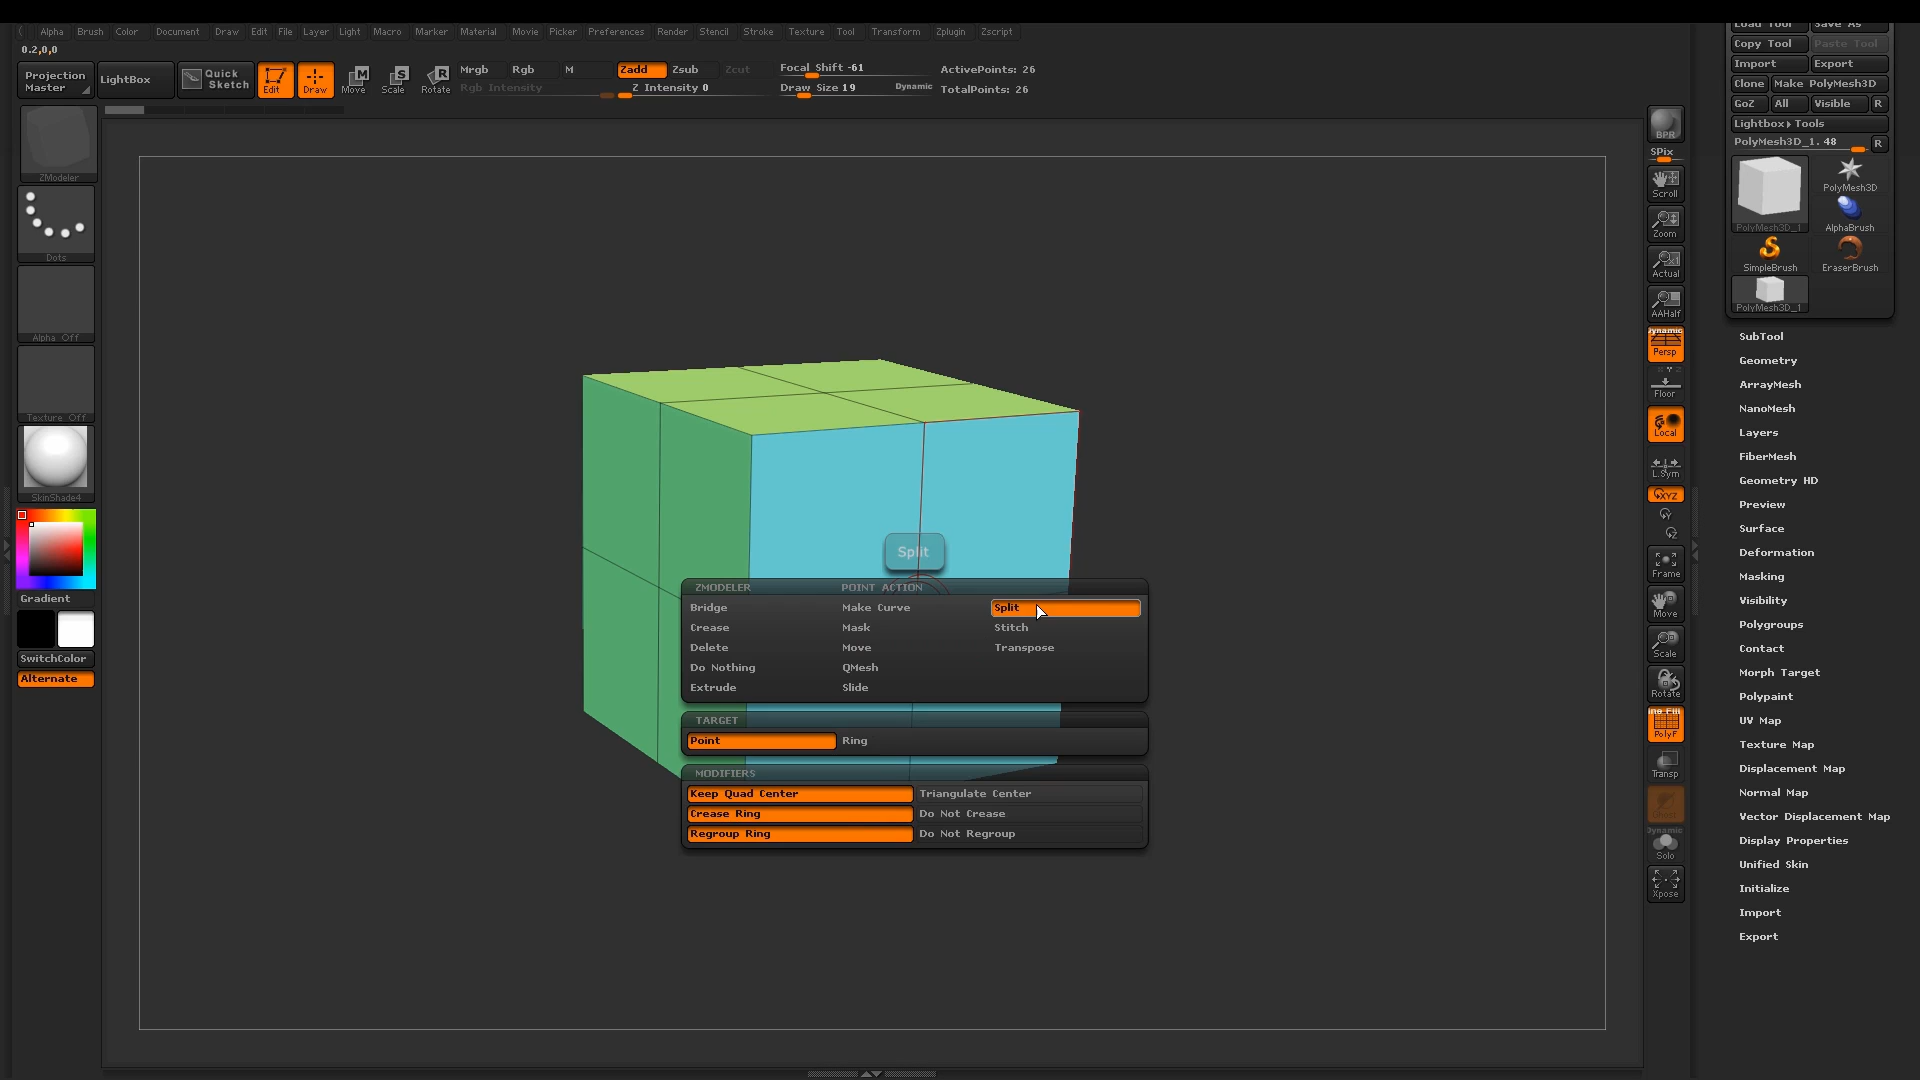 Alpha Brush Color Document Draw Edit File Layer Light Macro Marker Material Movie Picker Preferences Render Stencil Stroke Texture Tool Transform Zplugin Zscript
0.2,0,0
Projection Master
LightBox
Quick Sketch
Edit
Draw
Move
Scale
Rotate
Mrgb Rgb M
Rgb Intensity
Zadd Zsub Zcut
Z Intensity 0
Focal Shift -61
Draw Size 19 Dynamic
ActivePoints: 26
TotalPoints: 26
ZModeler
Dots
Alpha Off
Texture Off
SkinShade4
Gradient
SwitchColor
Alternate
Split
ZMODELER POINT ACTION
Bridge Make Curve Split
Crease Mask Stitch
Delete Move Transpose
Do Nothing QMesh
Extrude Slide
TARGET
Point Ring
MODIFIERS
Keep Quad Center Triangulate Center
Crease Ring Do Not Crease
Regroup Ring Do Not Regroup
BPR
SPix
Scroll
Zoom
Actual
AAHalf
Dynamic
Persp
Floor
Local
L.Sym
XYZ
Y
Z
Frame
Move
Scale
Rotate
PolyF
Transp
Dynamic
Solo
Xpose
Load Tool Save As
Copy Tool Paste Tool
Import Export
Clone Make PolyMesh3D
GoZ All Visible R
Lightbox▸Tools
PolyMesh3D_1. 48 R
PolyMesh3D_1
PolyMesh3D
AlphaBrush
SimpleBrush EraserBrush
PolyMesh3D_1
SubTool
Geometry
ArrayMesh
NanoMesh
Layers
FiberMesh
Geometry HD
Preview
Surface
Deformation
Masking
Visibility
Polygroups
Contact
Morph Target
Polypaint
UV Map
Texture Map
Displacement Map
Normal Map
Vector Displacement Map
Display Properties
Unified Skin
Initialize
Import
Export